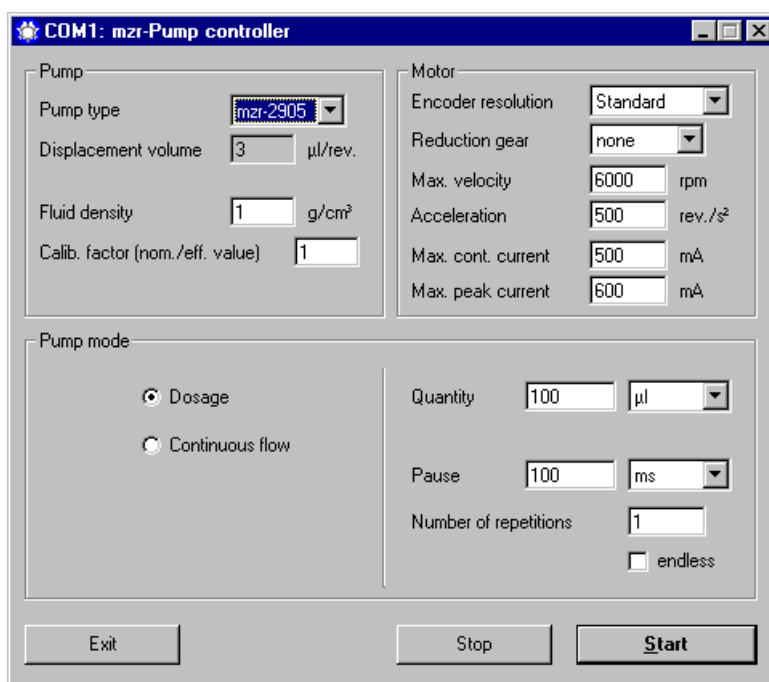 COM1: mzr-Pump controller
Pump
Pump type mzr-2905
Displacement volume 3 µl/rev.
Fluid density 1 g/cm³
Calib. factor (nom./eff. value) 1
Motor
Encoder resolution Standard
Reduction gear none
Max. velocity 6000 rpm
Acceleration 500 rev./s²
Max. cont. current 500 mA
Max. peak current 600 mA
Pump mode
Dosage
Continuous flow
Quantity 100 µl
Pause 100 ms
Number of repetitions 1
endless
Exit Stop Start